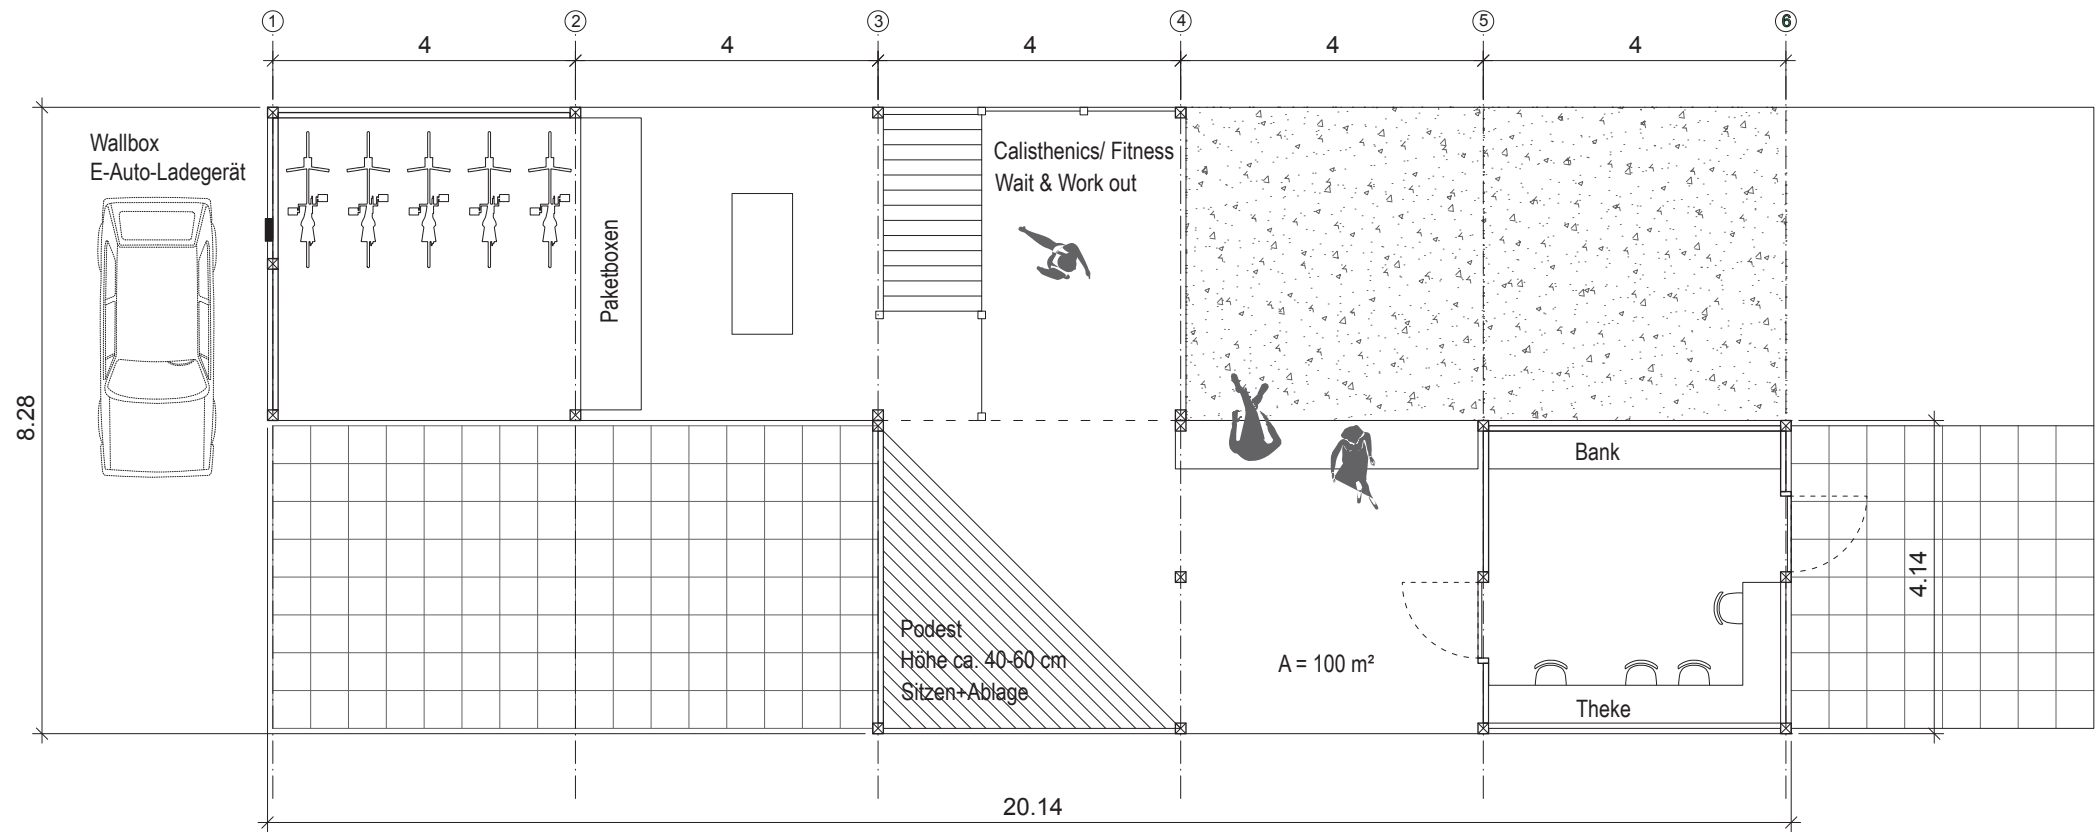 1 2 3 4 5 6
4 4 4 4 4
Wallbox
E-Auto-Ladegerät
Calisthenics/ Fitness
Wait & Work out
Paketboxen
8.28
Bank
4.14
Podest
Höhe ca. 40-60 cm
Sitzen+Ablage
A = 100 m²
Theke
20.14